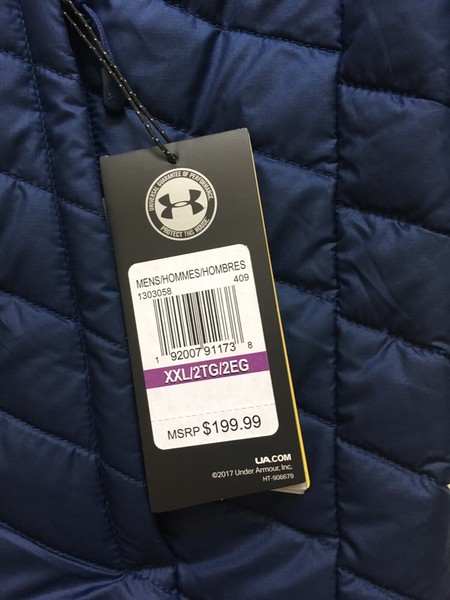 UNIVERSAL GUARANTEE OF PERFORMANCE
PROTECT THIS HOUSE
MENS/HOMMES/HOMBRES
1303058 409
1 92007 91173 8
XXL/2TG/2EG
MSRP $199.99
UA.COM
©2017 Under Armour, Inc.
HT-906679